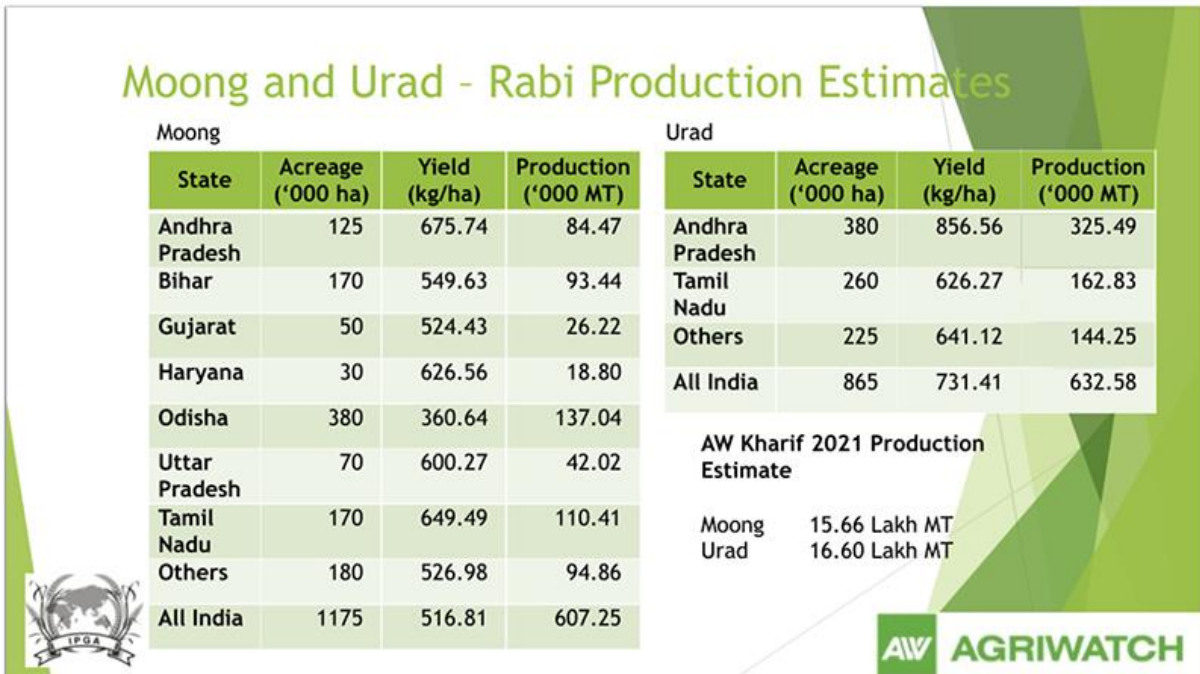 Moong and Urad - Rabi Production Estimates
Moong
State Acreage (‘000 ha) Yield (kg/ha) Production (‘000 MT)
Andhra Pradesh 125 675.74 84.47
Bihar 170 549.63 93.44
Gujarat 50 524.43 26.22
Haryana 30 626.56 18.80
Odisha 380 360.64 137.04
Uttar Pradesh 70 600.27 42.02
Tamil Nadu 170 649.49 110.41
Others 180 526.98 94.86
All India 1175 516.81 607.25
Urad
State Acreage (‘000 ha) Yield (kg/ha) Production (‘000 MT)
Andhra Pradesh 380 856.56 325.49
Tamil Nadu 260 626.27 162.83
Others 225 641.12 144.25
All India 865 731.41 632.58
AW Kharif 2021 Production
Estimate
Moong 15.66 Lakh MT
Urad 16.60 Lakh MT
IPGA
AW AGRIWATCH